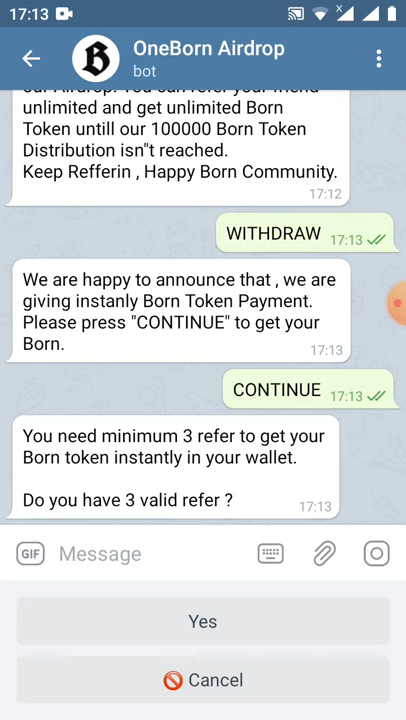 17:13
OneBorn Airdrop
bot
unlimited and get unlimited Born
Token untill our 100000 Born Token
Distribution isn"t reached.
Keep Refferin , Happy Born Community.
17:12
WITHDRAW
17:13
We are happy to announce that , we are
giving instanly Born Token Payment.
Please press "CONTINUE" to get your
Born.
17:13
CONTINUE
17:13
You need minimum 3 refer to get your
Born token instantly in your wallet.
Do you have 3 valid refer ?
17:13
GIF
Message
Yes
Cancel